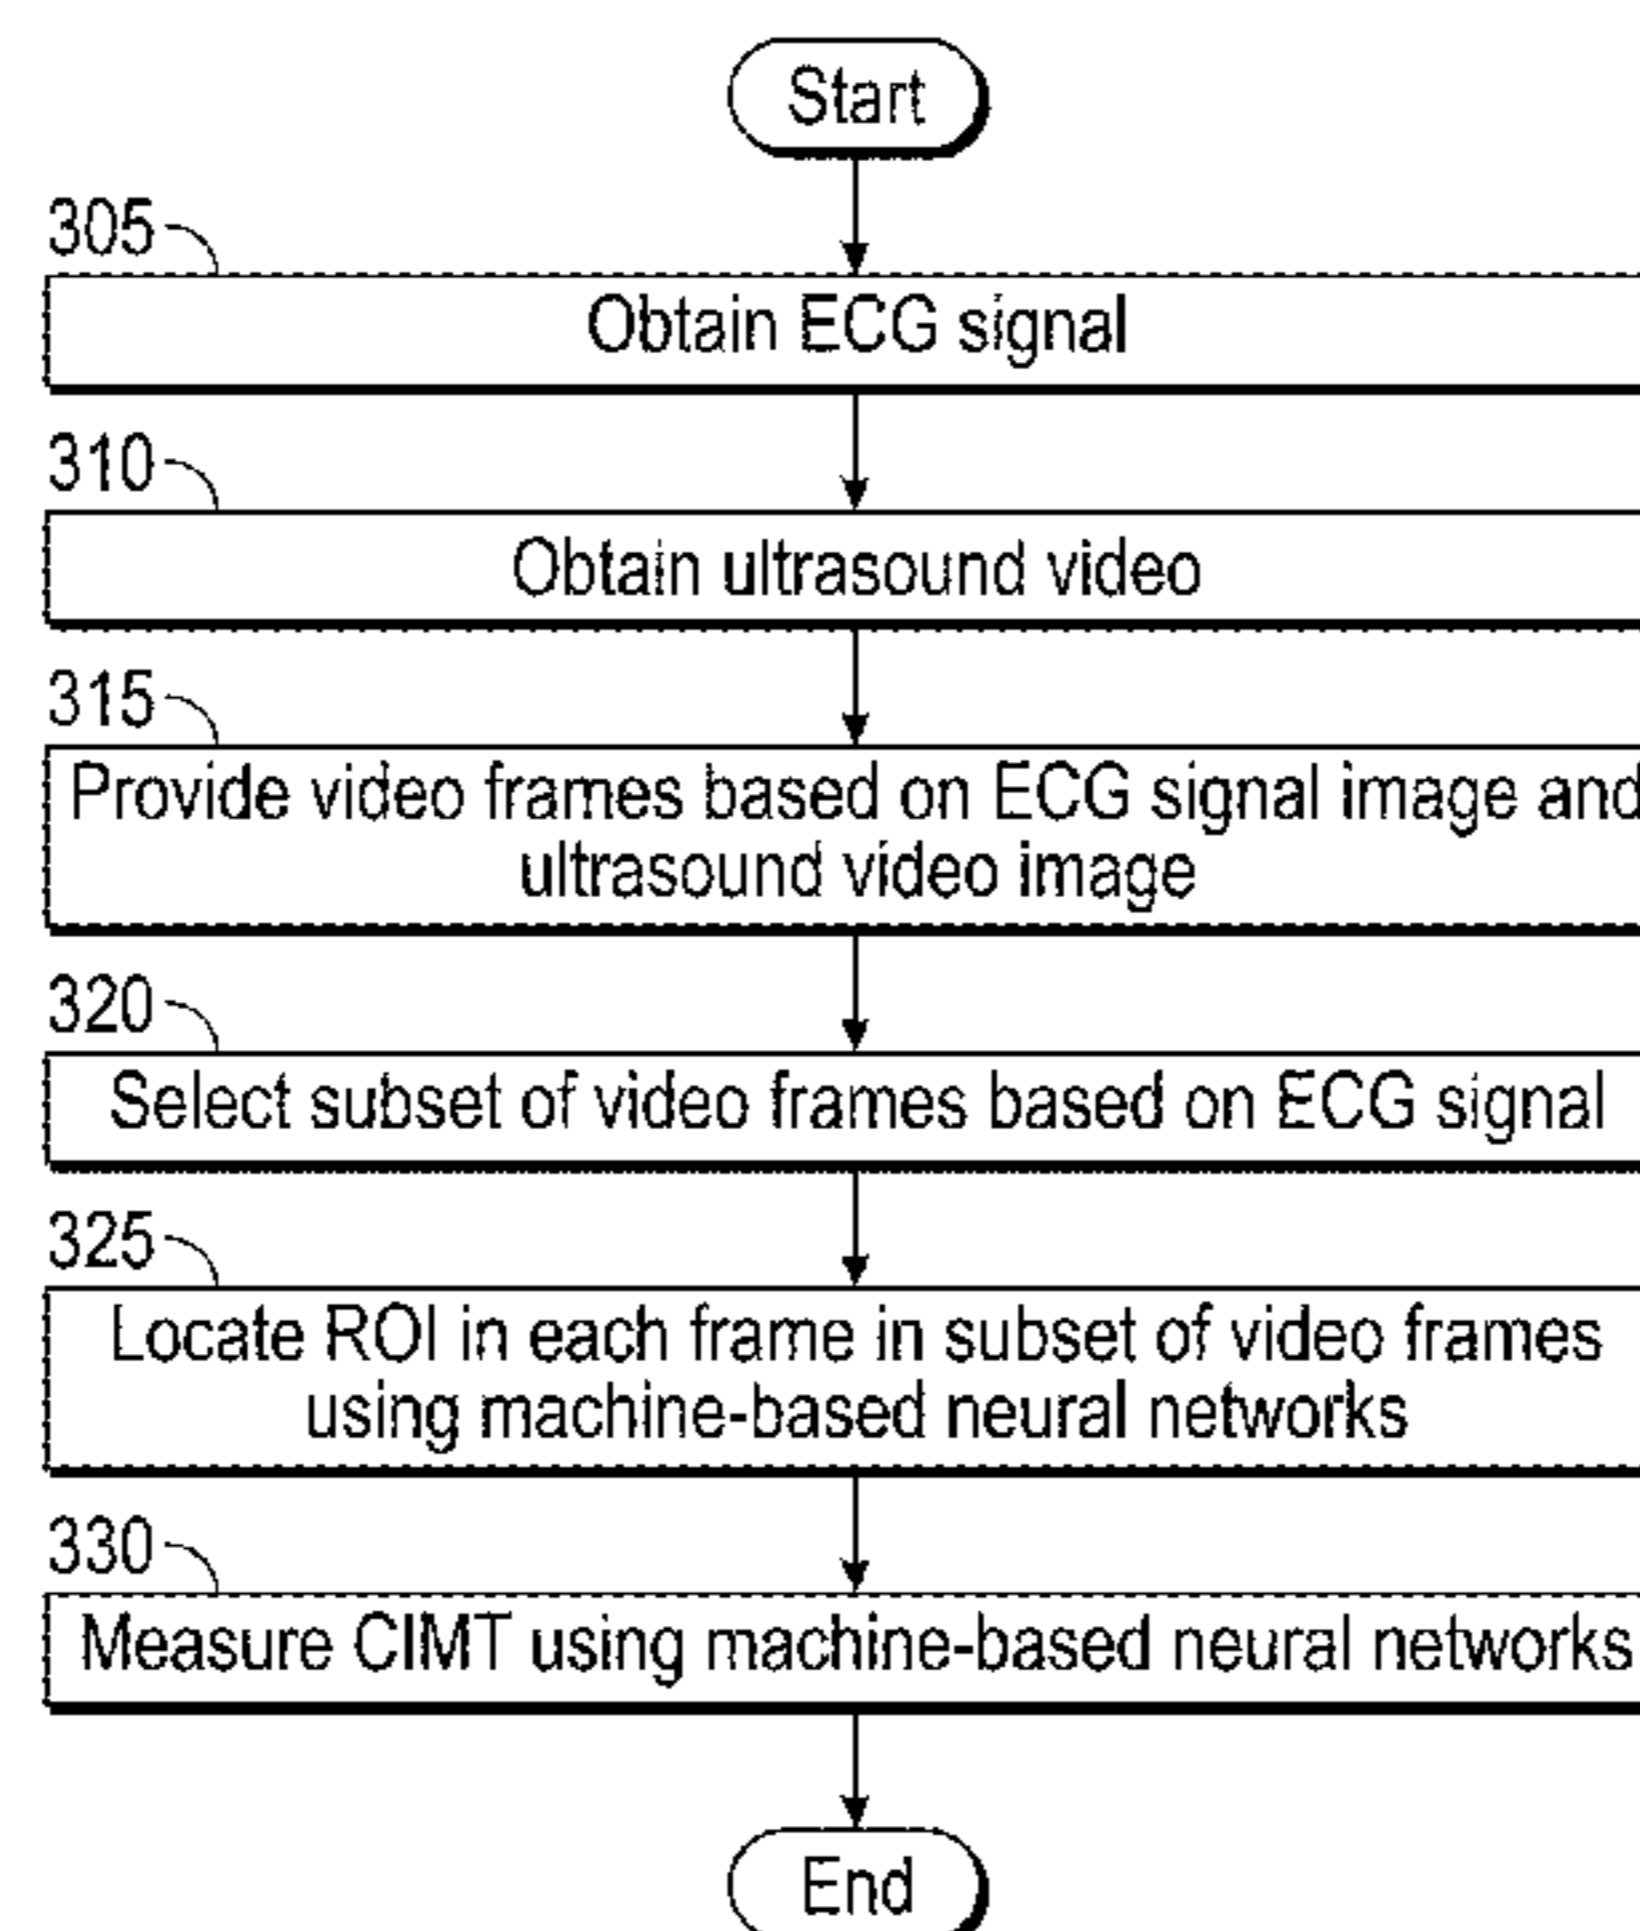 Start
305
Obtain ECG signal
310
Obtain ultrasound video
315
Provide video frames based on ECG signal image and
ultrasound video image
320
Select subset of video frames based on ECG signal
325
Locate ROI in each frame in subset of video frames
using machine-based neural networks
330
Measure CIMT using machine-based neural networks
End